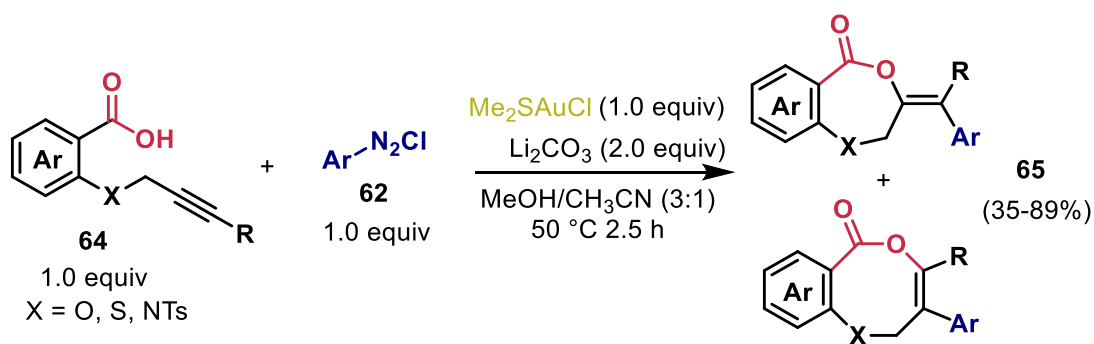 O
OH
Ar
X
R
64
1.0 equiv
X = O, S, NTs
+
Ar N₂Cl
62
1.0 equiv
Me₂SAuCl (1.0 equiv)
Li₂CO₃ (2.0 equiv)
MeOH/CH₃CN (3:1)
50 °C 2.5 h
O
O
R
Ar
Ar
X
+
65
(35-89%)
O
O
R
Ar
Ar
X